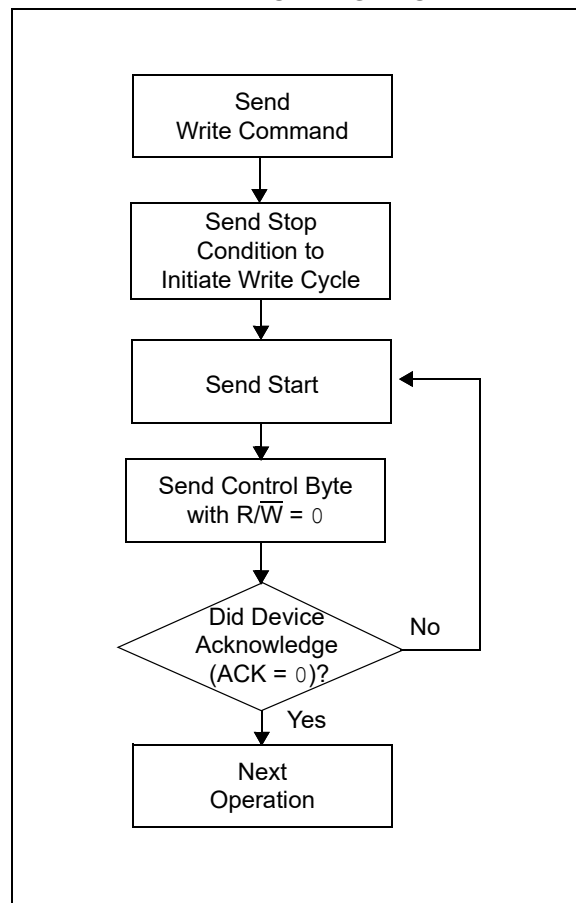 Send
Write Command
Send Stop
Condition to
Initiate Write Cycle
Send Start
Send Control Byte
with R/W̅ = 0
Did Device
Acknowledge
(ACK = 0)?
No
Yes
Next
Operation